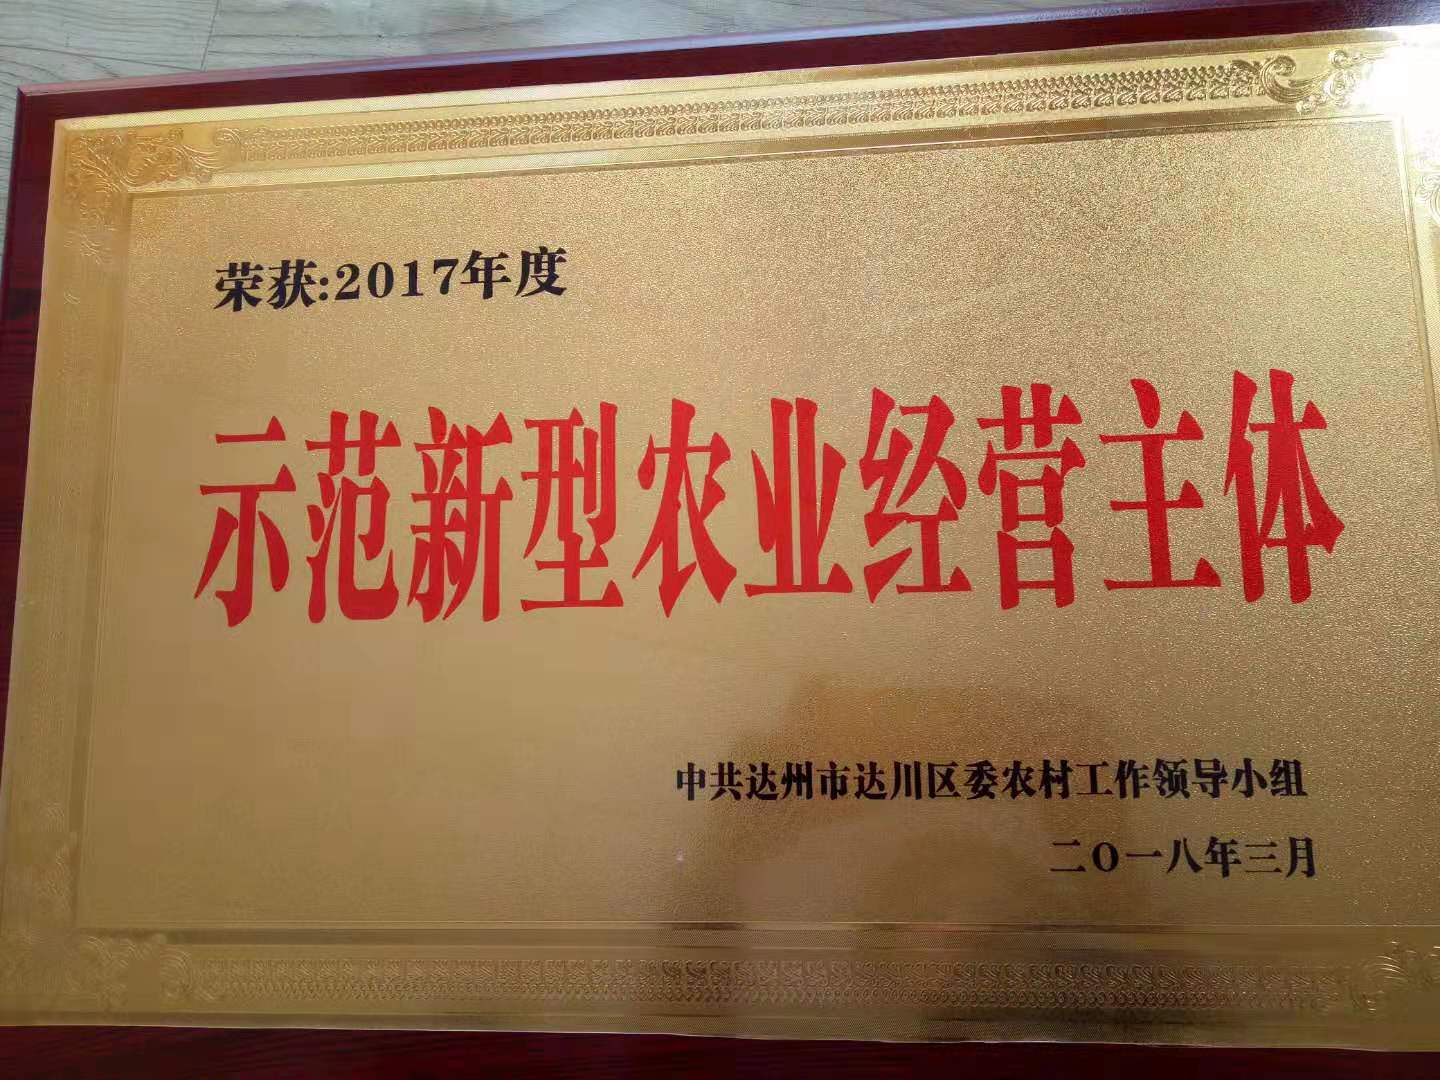 荣获:2017年度
示范新型农业经营主体
中共达州市达川区委农村工作领导小组
二O一八年三月